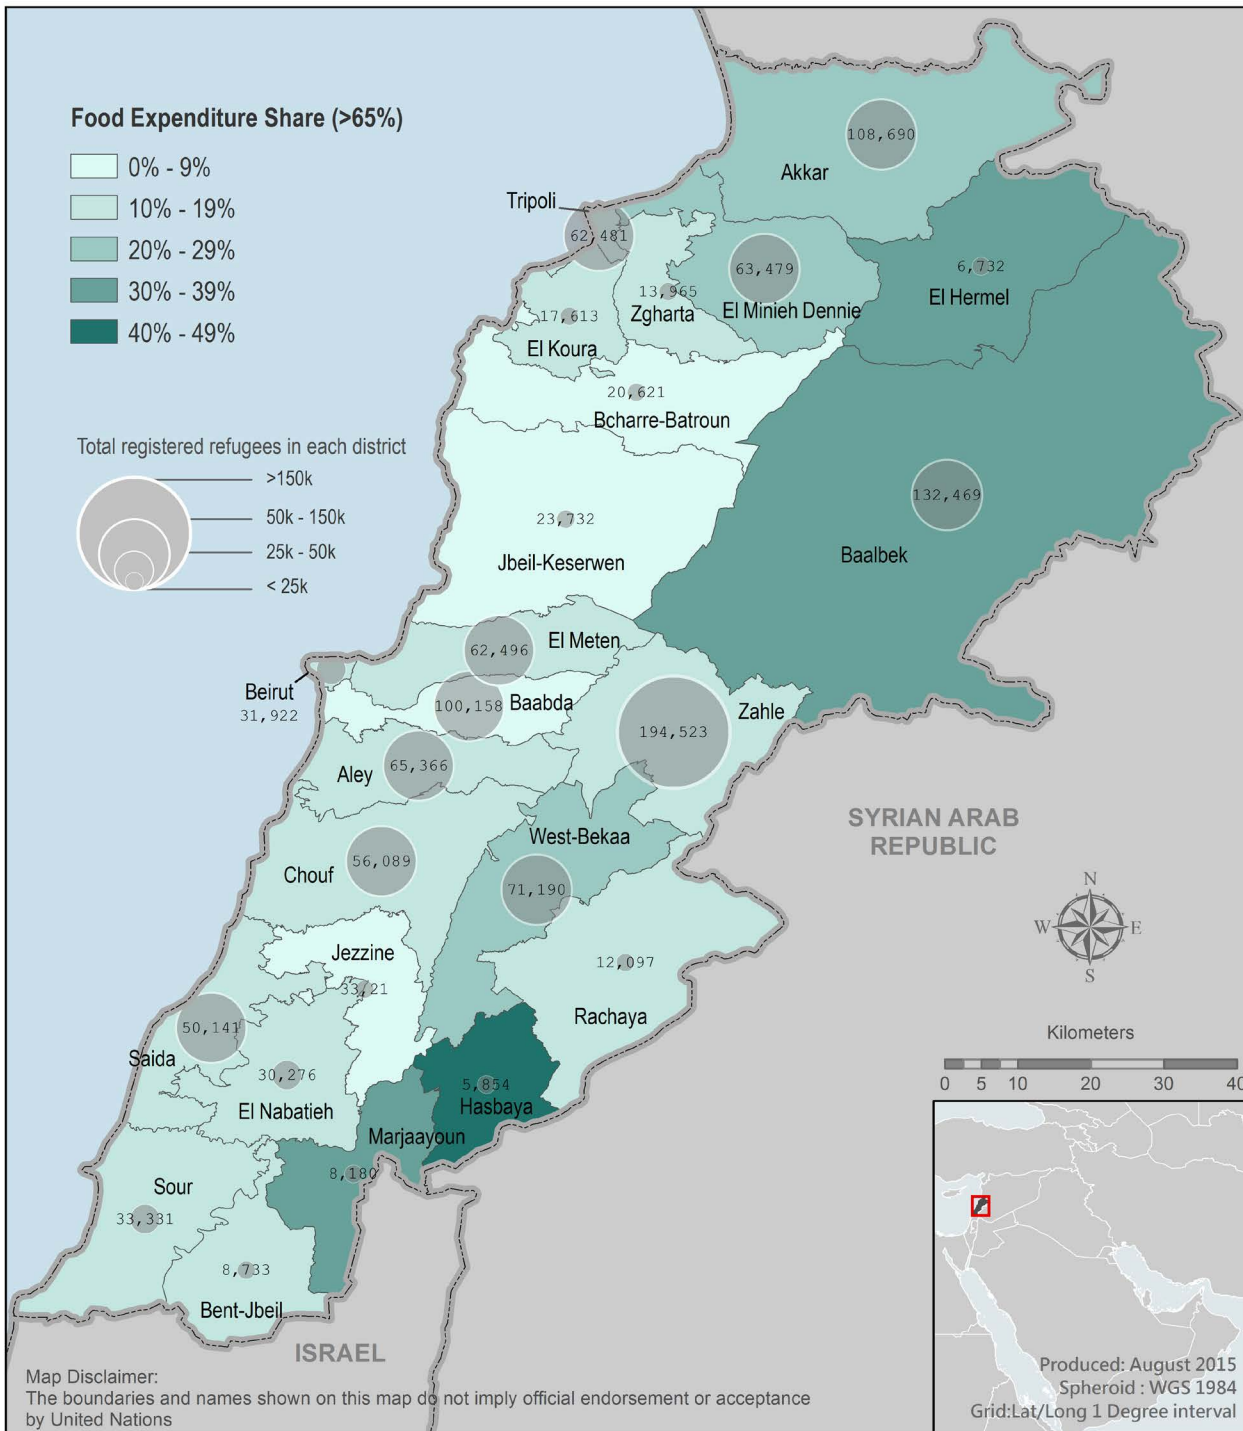 Food Expenditure Share (>65%)
0% - 9%
10% - 19%
20% - 29%
30% - 39%
40% - 49%
Total registered refugees in each district
>150k
50k - 150k
25k - 50k
< 25k
108,690
Akkar
Tripoli
62,481
63,479
El Minieh Dennie
6,732
El Hermel
13,965
Zgharta
17,613
El Koura
20,621
Bcharre-Batroun
132,469
Baalbek
23,732
Jbeil-Keserwen
El Meten
62,496
Beirut
31,922
Baabda
100,158
Zahle
194,523
Aley
65,366
SYRIAN ARAB
REPUBLIC
West-Bekaa
71,190
Chouf
56,089
N
W
E
S
Jezzine
33,21
12,097
Rachaya
50,141
Saida
30,276
El Nabatieh
5,854
Hasbaya
Marjaayoun
8,180
Sour
33,331
8,733
Bent-Jbeil
ISRAEL
Kilometers
0 5 10 20 30 40
Map Disclaimer:
The boundaries and names shown on this map do not imply official endorsement or acceptance
by United Nations
Produced: August 2015
Spheroid : WGS 1984
Grid:Lat/Long 1 Degree interval